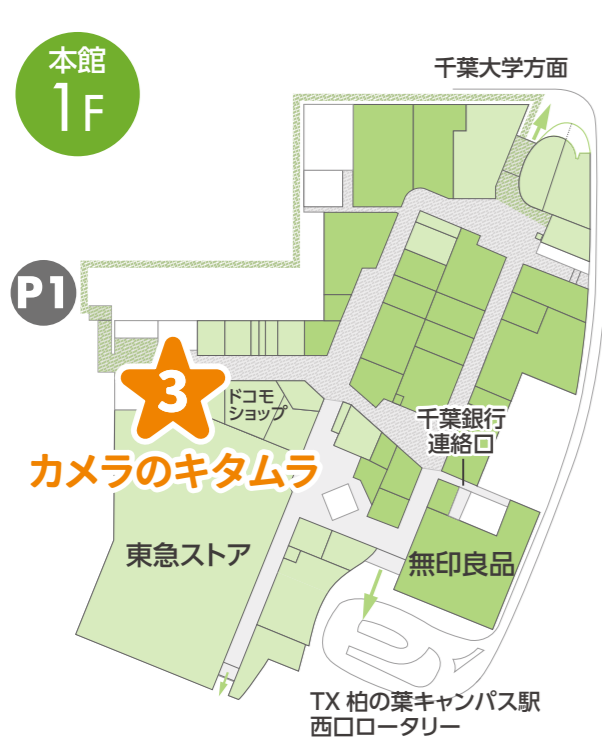 本館
1F
千葉大学方面
P1
3
ドコモ
ショップ
カメラのキタムラ
千葉銀行
連絡口
東急ストア
無印良品
TX 柏の葉キャンパス駅
西口ロータリー